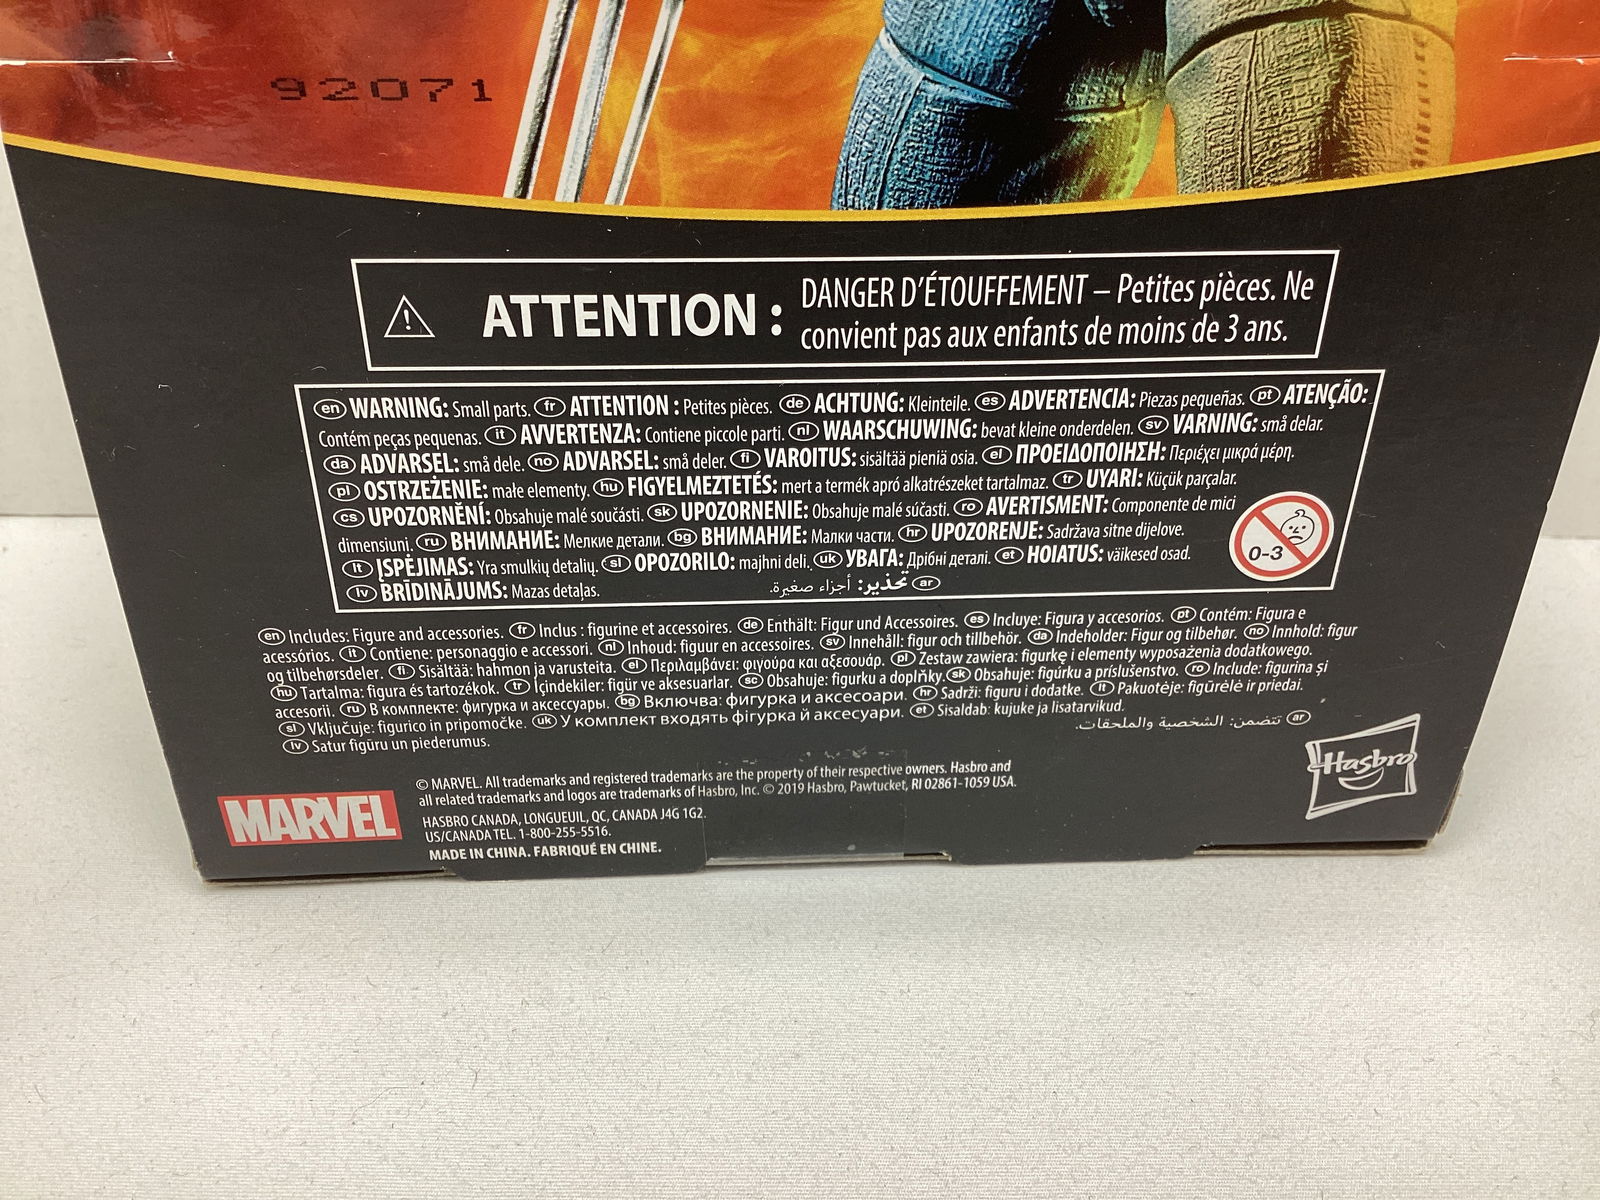 92071
ATTENTION : DANGER D'ÉTOUFFEMENT – Petites pièces. Ne
convient pas aux enfants de moins de 3 ans.
en WARNING: Small parts. fr ATTENTION : Petites pièces. de ACHTUNG: Kleinteile. es ADVERTENCIA: Piezas pequeñas. pt ATENÇÃO:
Contém peças pequenas. it AVVERTENZA: Contiene piccole parti. nl WAARSCHUWING: bevat kleine onderdelen. sv VARNING: små delar.
da ADVARSEL: små dele. no ADVARSEL: små deler. fi VAROITUS: sisältää pieniä osia. el ΠΡΟΕΙΔΟΠΟΙΗΣΗ: Περιέχει μικρά μέρη.
pl OSTRZEŻENIE: małe elementy. hu FIGYELMEZTETÉS: mert a termék apró alkatrészeket tartalmaz. tr UYARI: Küçük parçalar.
cs UPOZORNĚNÍ: Obsahuje malé součásti. sk UPOZORNENIE: Obsahuje malé súčasti. ro AVERTISMENT: Componente de mici
dimensiuni. ru ВНИМАНИЕ: Мелкие детали. bg ВНИМАНИЕ: Малки части. hr UPOZORENJE: Sadržava sitne dijelove.
lt ĮSPĖJIMAS: Yra smulkių detalių. sl OPOZORILO: majhni deli. uk УВАГА: Дрібні деталі. et HOIATUS: väikesed osad.
lv BRĪDINĀJUMS: Mazas detaļas. ar تحذير: أجزاء صغيرة.
0-3
en Includes: Figure and accessories. fr Inclus : figurine et accessoires. de Enthält: Figur und Accessoires. es Incluye: Figura y accesorios. pt Contém: Figura e
acessórios. it Contiene: personaggio e accessori. nl Inhoud: figuur en accessoires. sv Innehåll: figur och tillbehör. da Indeholder: Figur og tilbehør. no Innhold: figur
og tilbehørsdeler. fi Sisältää: hahmon ja varusteita. el Περιλαμβάνει: φιγούρα και αξεσουάρ. pl Zestaw zawiera: figurkę i elementy wyposażenia dodatkowego.
hu Tartalma: figura és tartozékok. tr İçindekiler: figür ve aksesuarlar. sc Obsahuje: figurku a doplňky. sk Obsahuje: figúrku a príslušenstvo. ro Include: figurina și
accesorii. ru В комплекте: фигурка и аксессуары. bg Включва: фигурка и аксесоари. hr Sadrži: figuru i dodatke. lt Pakuotėje: figūrėlė ir priedai.
sl Vključuje: figurico in pripomočke. uk У комплект входять фігурка й аксесуари. et Sisaldab: kujuke ja lisatarvikud. ar تتضمن: الشخصية والملحقات.
lv Satur figūru un piederumus.
MARVEL
© MARVEL. All trademarks and registered trademarks are the property of their respective owners. Hasbro and
all related trademarks and logos are trademarks of Hasbro, Inc. © 2019 Hasbro, Pawtucket, RI 02861-1059 USA.
HASBRO CANADA, LONGUEUIL, QC, CANADA J4G 1G2.
US/CANADA TEL. 1-800-255-5516.
MADE IN CHINA. FABRIQUÉ EN CHINE.
Hasbro